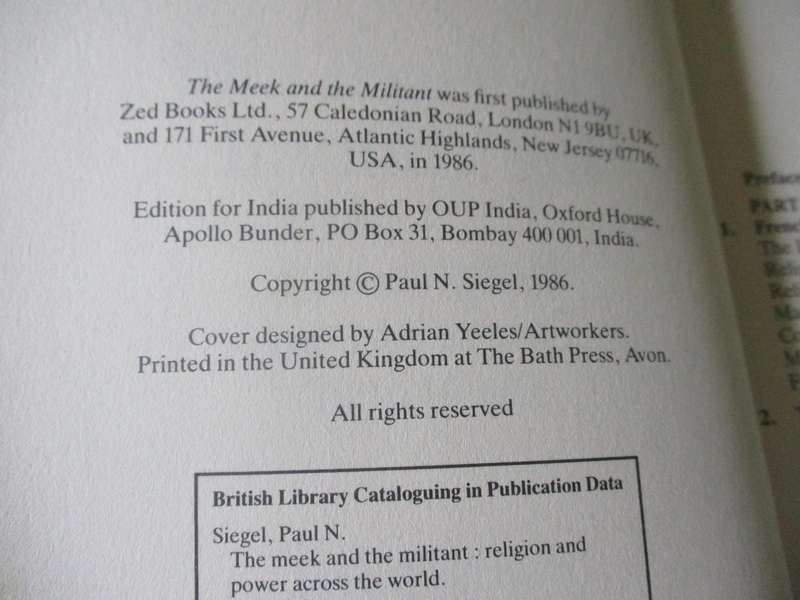 The Meek and the Militant was first published by
Zed Books Ltd., 57 Caledonian Road, London N1 9BU, UK,
and 171 First Avenue, Atlantic Highlands, New Jersey 07716,
USA, in 1986.
Edition for India published by OUP India, Oxford House,
Apollo Bunder, PO Box 31, Bombay 400 001, India.
Copyright © Paul N. Siegel, 1986.
Cover designed by Adrian Yeeles/Artworkers.
Printed in the United Kingdom at The Bath Press, Avon.
All rights reserved
British Library Cataloguing in Publication Data
Siegel, Paul N.
The meek and the militant : religion and
power across the world.
Preface
PART
1. French
The
2.